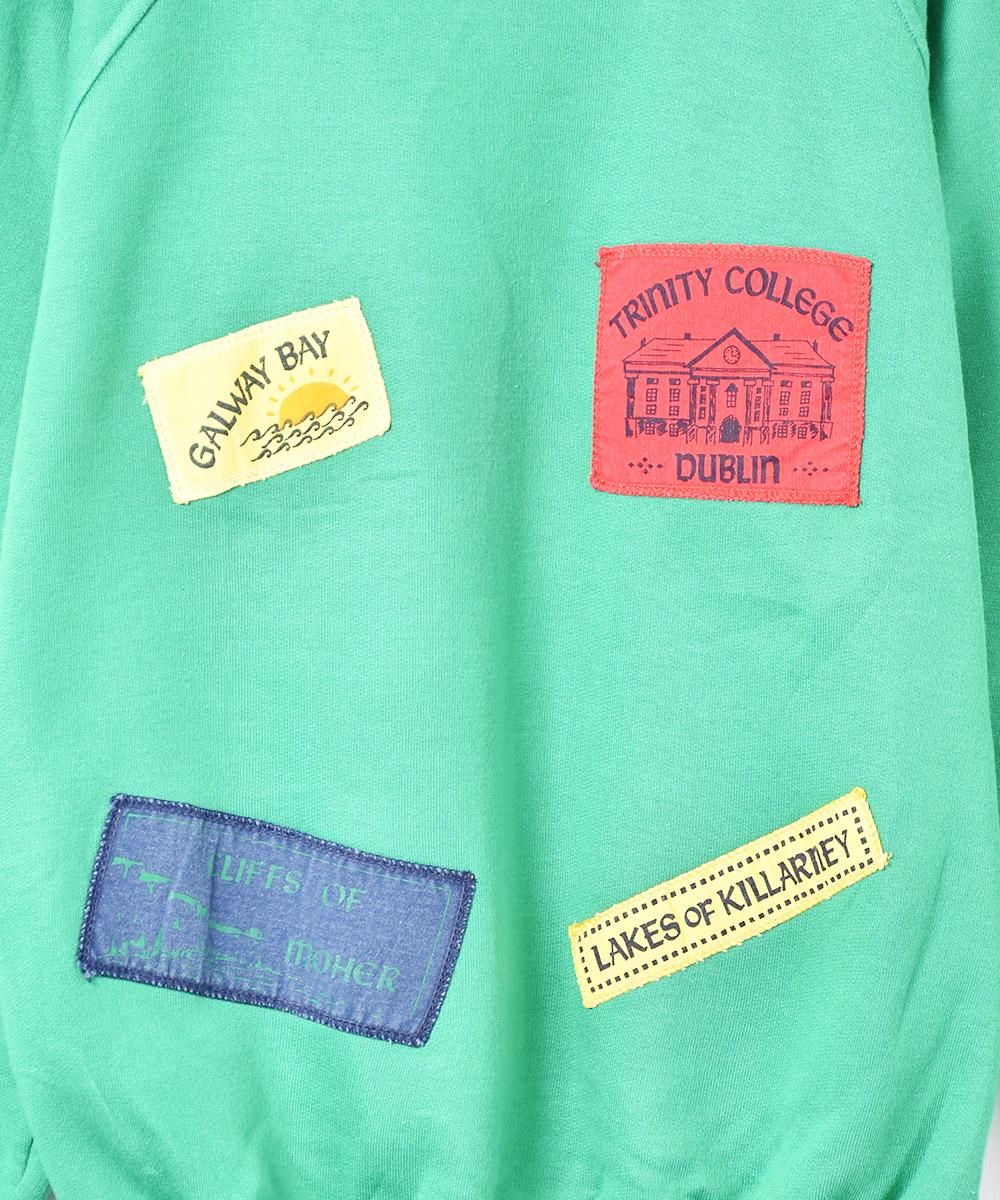 GALWAY BAY
TRINITY COLLEGE
DUBLIN
CLIFFS OF
MOHER
LAKES OF KILLARNEY